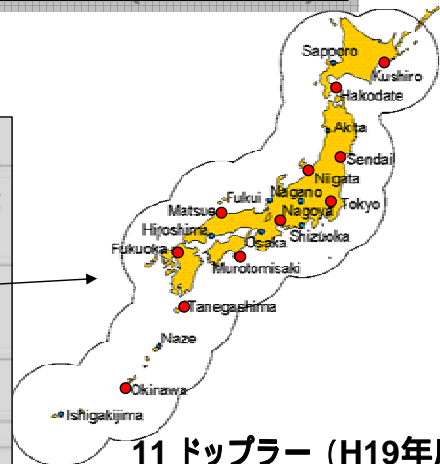 Sapporo
Kushiro
Hakodate
Akita
Sendai
Niigata
Fukui
Nagano
Matsue
Tokyo
Nagoya
Hiroshima
Shizuoka
Osaka
Fukuoka
Murotomisaki
Tanegashima
Naze
Okinawa
Ishigakijima
11 ドップラー（H19年